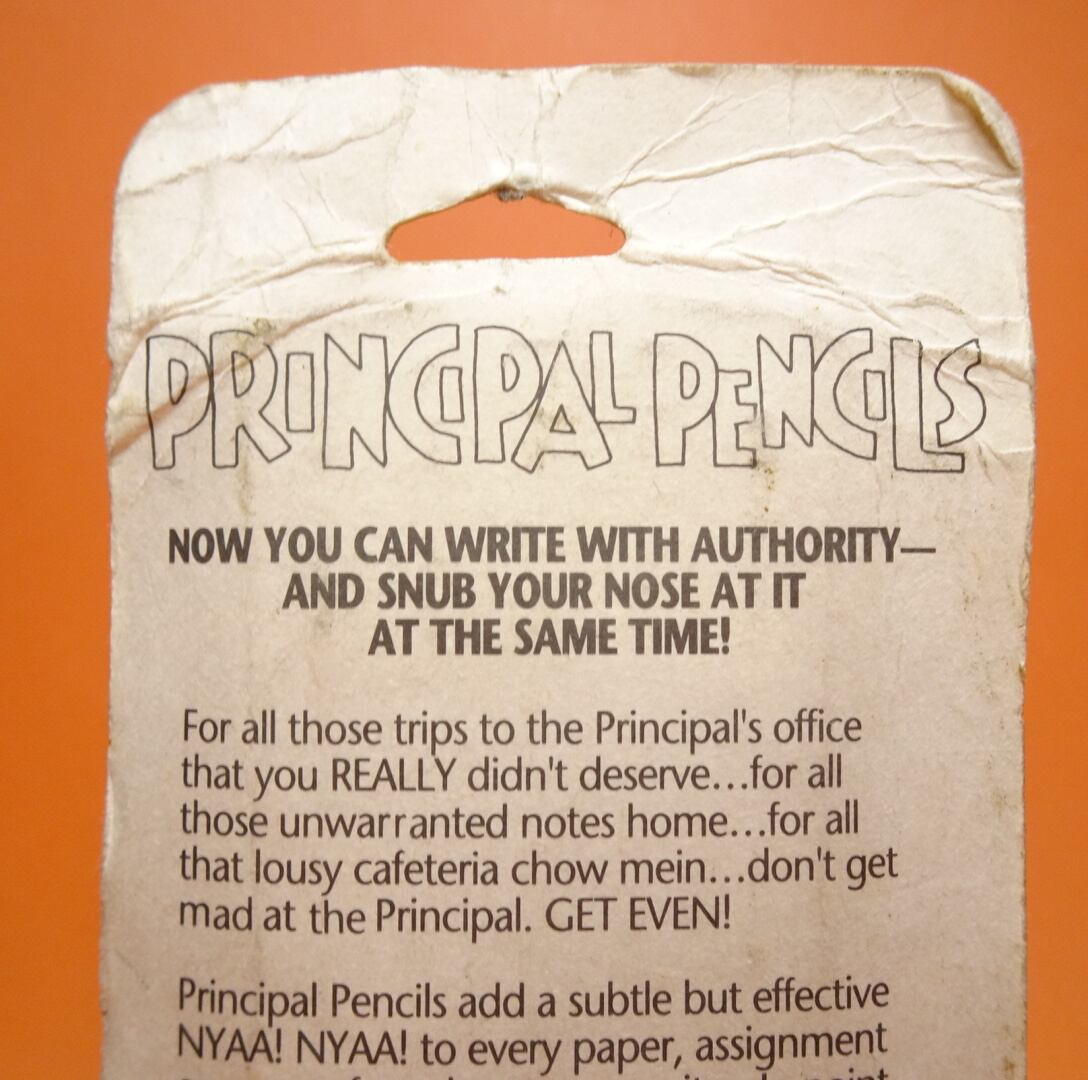 PRINCIPAL PENCILS
NOW YOU CAN WRITE WITH AUTHORITY—
AND SNUB YOUR NOSE AT IT
AT THE SAME TIME!
For all those trips to the Principal's office
that you REALLY didn't deserve...for all
those unwarranted notes home...for all
that lousy cafeteria chow mein...don't get
mad at the Principal. GET EVEN!
Principal Pencils add a subtle but effective
NYAA! NYAA! to every paper, assignment